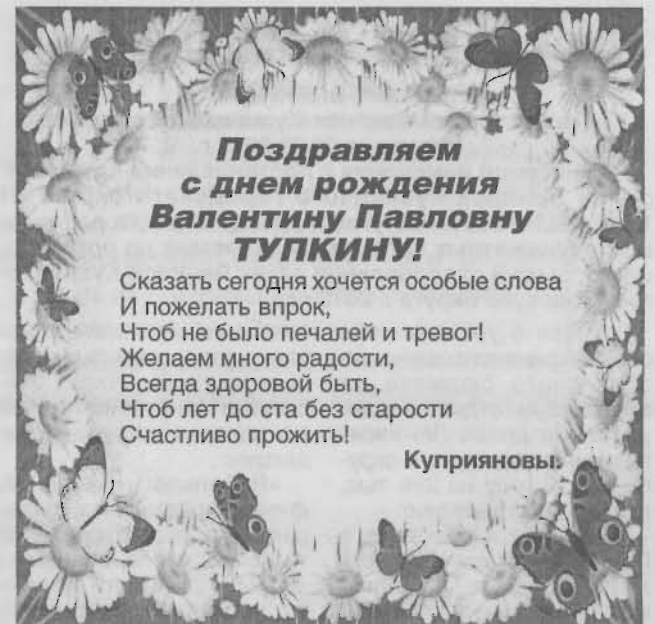 Поздравляем
с днем рождения
Валентину Павловну
ТУПКИНУ!
Сказать сегодня хочется особые слова
И пожелать впрок,
Чтоб не было печалей и тревог!
Желаем много радости,
Всегда здоровой быть,
Чтоб лет до ста без старости
Счастливо прожить!
Куприяновы.